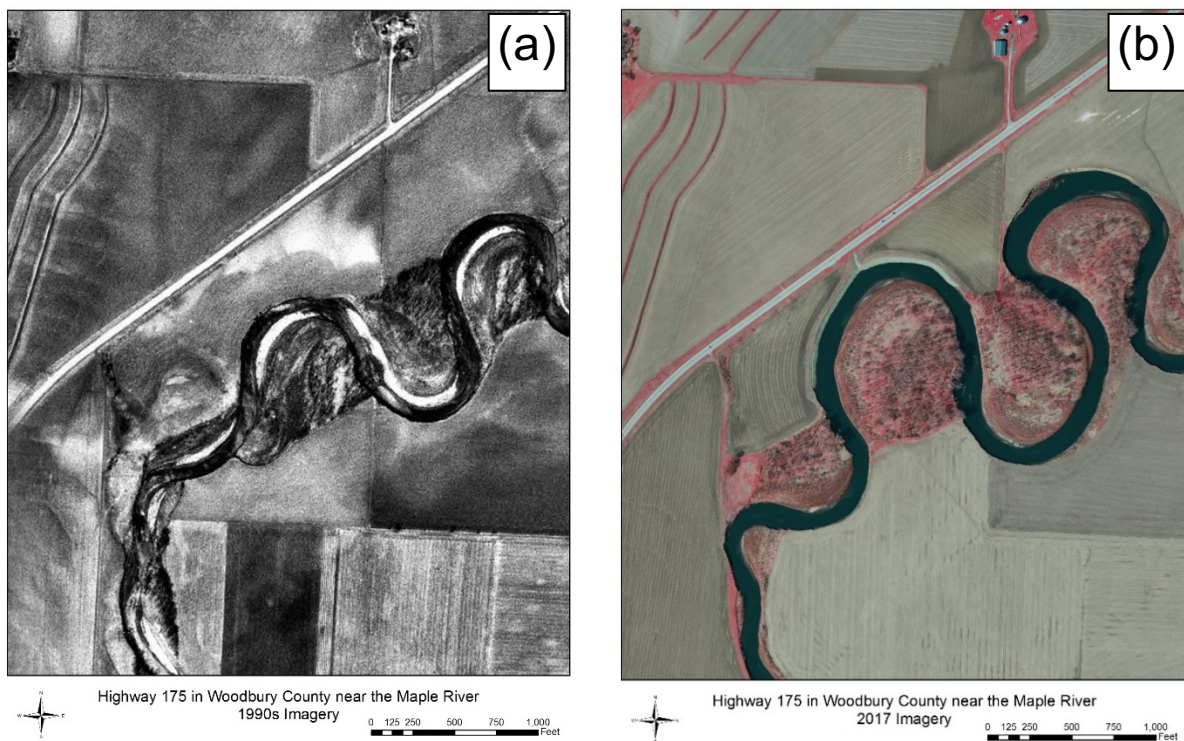 (a)
(b)
Highway 175 in Woodbury County near the Maple River
1990s Imagery
N
W E
S
0 125 250 500 750 1,000
Feet
Highway 175 in Woodbury County near the Maple River
2017 Imagery
N
W E
S
0 125 250 500 750 1,000
Feet